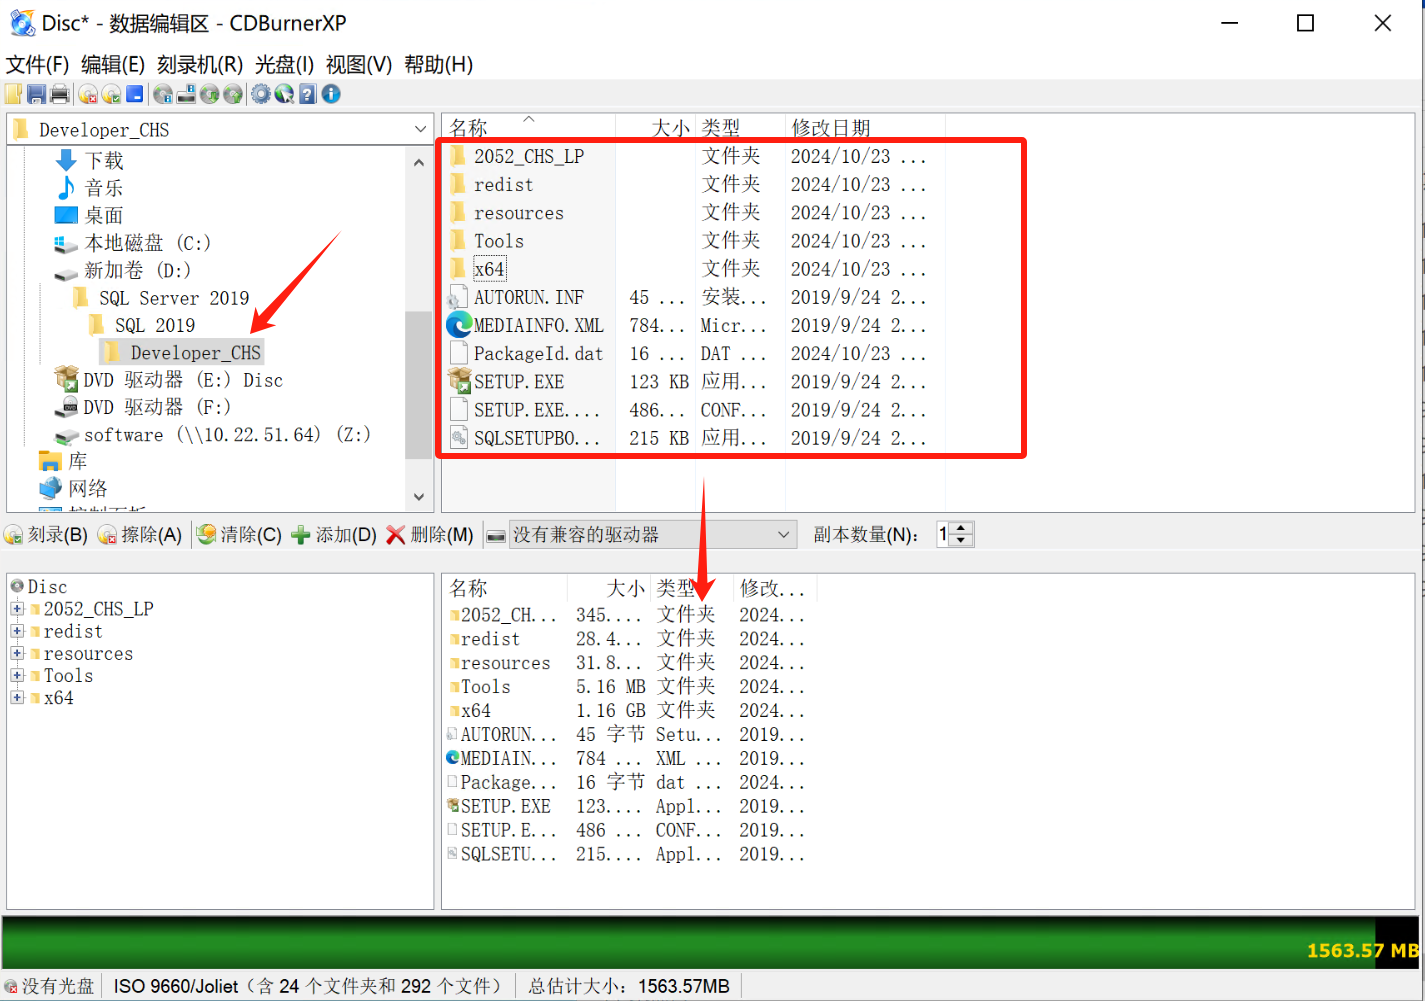 Disc* - 数据编辑区 - CDBurnerXP
文件(F) 编辑(E) 刻录机(R) 光盘(I) 视图(V) 帮助(H)
Developer_CHS
下载
音乐
桌面
本地磁盘 (C:)
新加卷 (D:)
SQL Server 2019
SQL 2019
Developer_CHS
DVD 驱动器 (E:) Disc
DVD 驱动器 (F:)
software (\\10.22.51.64) (Z:)
库
网络
名称 大小 类型 修改日期
2052_CHS_LP 文件夹 2024/10/23 ...
redist 文件夹 2024/10/23 ...
resources 文件夹 2024/10/23 ...
Tools 文件夹 2024/10/23 ...
x64 文件夹 2024/10/23 ...
AUTORUN.INF 45 ... 安装... 2019/9/24 2...
MEDIAINFO.XML 784... Micr... 2019/9/24 2...
PackageId.dat 16 ... DAT ... 2024/10/23 ...
SETUP.EXE 123 KB 应用... 2019/9/24 2...
SETUP.EXE.... 486... CONF... 2019/9/24 2...
SQLSETUPBO... 215 KB 应用... 2019/9/24 2...
刻录(B) 擦除(A) 清除(C) 添加(D) 删除(M) 没有兼容的驱动器 副本数量(N): 1
Disc
2052_CHS_LP
redist
resources
Tools
x64
名称 大小 类型 修改...
2052_CH... 345.... 文件夹 2024...
redist 28.4... 文件夹 2024...
resources 31.8... 文件夹 2024...
Tools 5.16 MB 文件夹 2024...
x64 1.16 GB 文件夹 2024...
AUTORUN... 45 字节 Setu... 2019...
MEDIAIN... 784 ... XML ... 2019...
Package... 16 字节 dat ... 2024...
SETUP.EXE 123.... Appl... 2019...
SETUP.E... 486 ... CONF... 2019...
SQLSETU... 215.... Appl... 2019...
1563.57 MB
没有光盘 ISO 9660/Joliet（含 24 个文件夹和 292 个文件） 总估计大小：1563.57MB